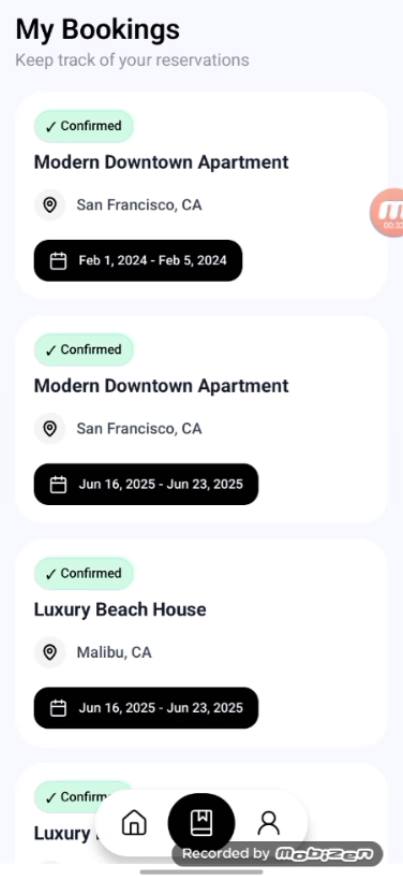 My Bookings
Keep track of your reservations
✓ Confirmed
Modern Downtown Apartment
San Francisco, CA
Feb 1, 2024 - Feb 5, 2024
✓ Confirmed
Modern Downtown Apartment
San Francisco, CA
Jun 16, 2025 - Jun 23, 2025
✓ Confirmed
Luxury Beach House
Malibu, CA
Jun 16, 2025 - Jun 23, 2025
✓ Confirm
Luxury
Recorded by mobizen